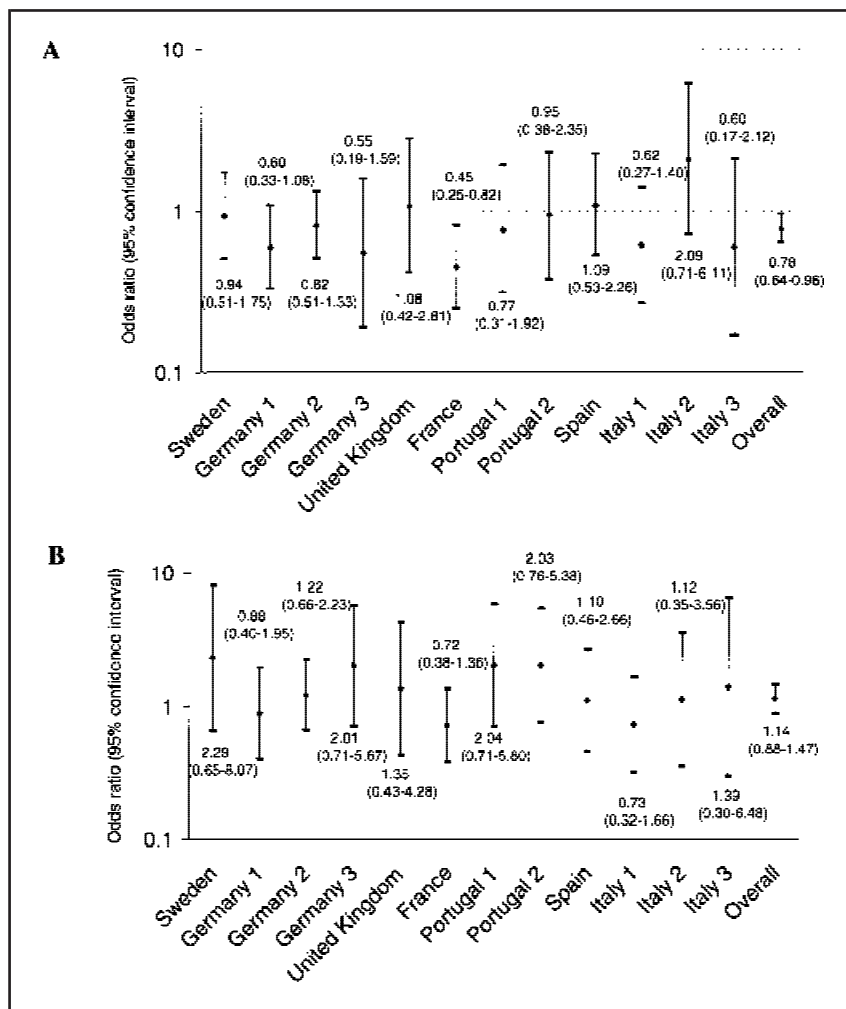 A
Odds ratio (95% confidence interval)
10
1
0.1
0.94
(0.51-1.75)
0.60
(0.33-1.08)
0.82
(0.51-1.33)
0.55
(0.19-1.59)
1.08
(0.42-2.81)
0.45
(0.25-0.82)
0.77
(0.31-1.92)
0.95
(0.38-2.35)
1.09
(0.53-2.26)
0.62
(0.27-1.40)
2.09
(0.71-6.11)
0.60
(0.17-2.12)
0.78
(0.64-0.96)
Sweden
Germany 1
Germany 2
Germany 3
United Kingdom
France
Portugal 1
Portugal 2
Spain
Italy 1
Italy 2
Italy 3
Overall
B
Odds ratio (95% confidence interval)
10
1
0.1
2.29
(0.65-8.07)
0.88
(0.40-1.95)
1.22
(0.66-2.23)
2.01
(0.71-5.67)
1.35
(0.43-4.28)
0.72
(0.38-1.36)
2.04
(0.71-5.80)
2.03
(0.76-5.38)
1.10
(0.46-2.66)
0.73
(0.32-1.66)
1.12
(0.35-3.56)
1.39
(0.30-6.48)
1.14
(0.88-1.47)
Sweden
Germany 1
Germany 2
Germany 3
United Kingdom
France
Portugal 1
Portugal 2
Spain
Italy 1
Italy 2
Italy 3
Overall